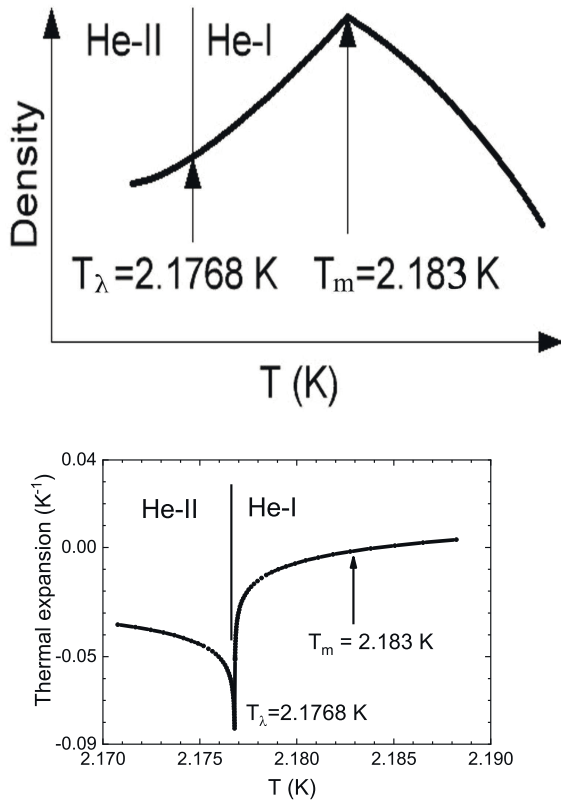 He-II He-I
Density
Tλ=2.1768 K Tm=2.183 K
T (K)
0.04
He-II He-I
0.00
Thermal expansion (K⁻¹)
Tm = 2.183 K
-0.05
Tλ=2.1768 K
-0.09
2.170 2.175 2.180 2.185 2.190
T (K)